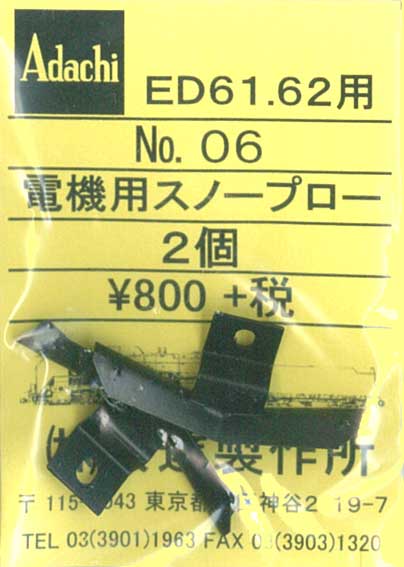 Adachi
ED61.62用
No. 06
電機用スノープロー
2個
¥800 +税
製作所
〒115- 043 東京都 神谷2 19-7
TEL 03(3901)1963 FAX 0 (3903)1320